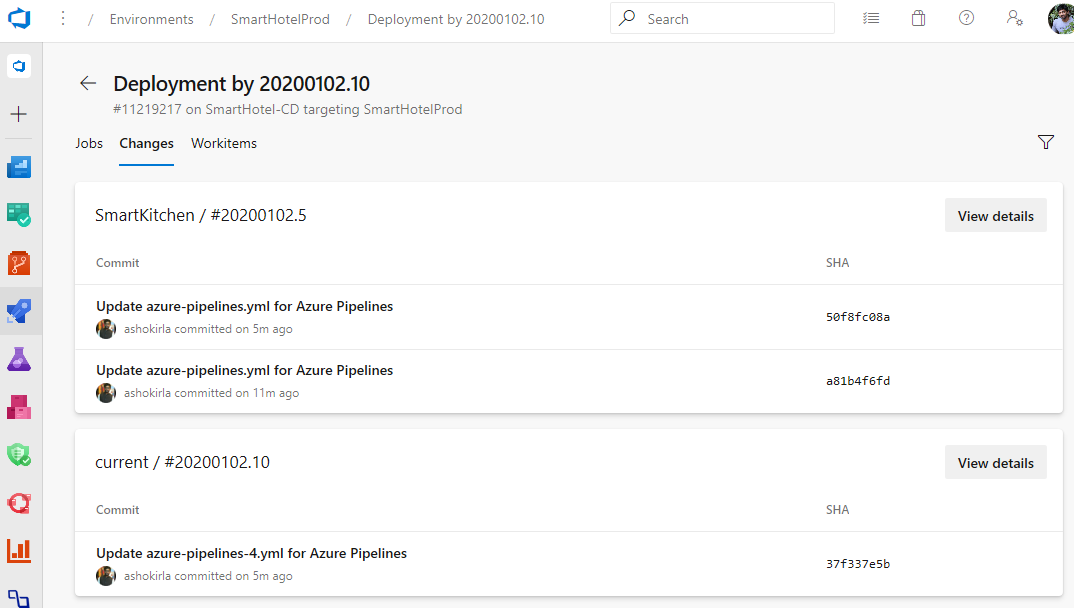 / Environments / SmartHotelProd / Deployment by 20200102.10
Search
Deployment by 20200102.10
#11219217 on SmartHotel-CD targeting SmartHotelProd
Jobs Changes Workitems
SmartKitchen / #20200102.5
View details
Commit SHA
Update azure-pipelines.yml for Azure Pipelines
50f8fc08a
ashokirla committed on 5m ago
Update azure-pipelines.yml for Azure Pipelines
a81b4f6fd
ashokirla committed on 11m ago
current / #20200102.10
View details
Commit SHA
Update azure-pipelines-4.yml for Azure Pipelines
37f337e5b
ashokirla committed on 5m ago